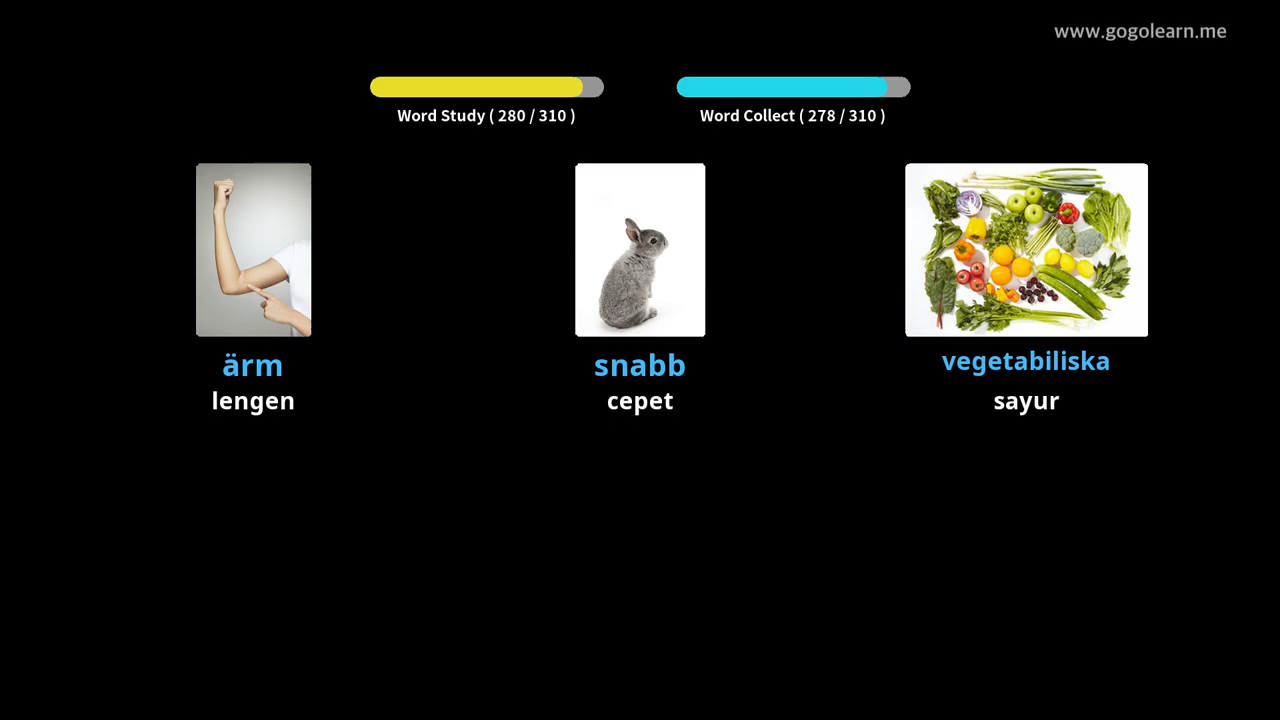 www.gogolearn.me
Word Study ( 280 / 310 )
Word Collect ( 278 / 310 )
ärm
lengen
snabb
cepet
vegetabiliska
sayur